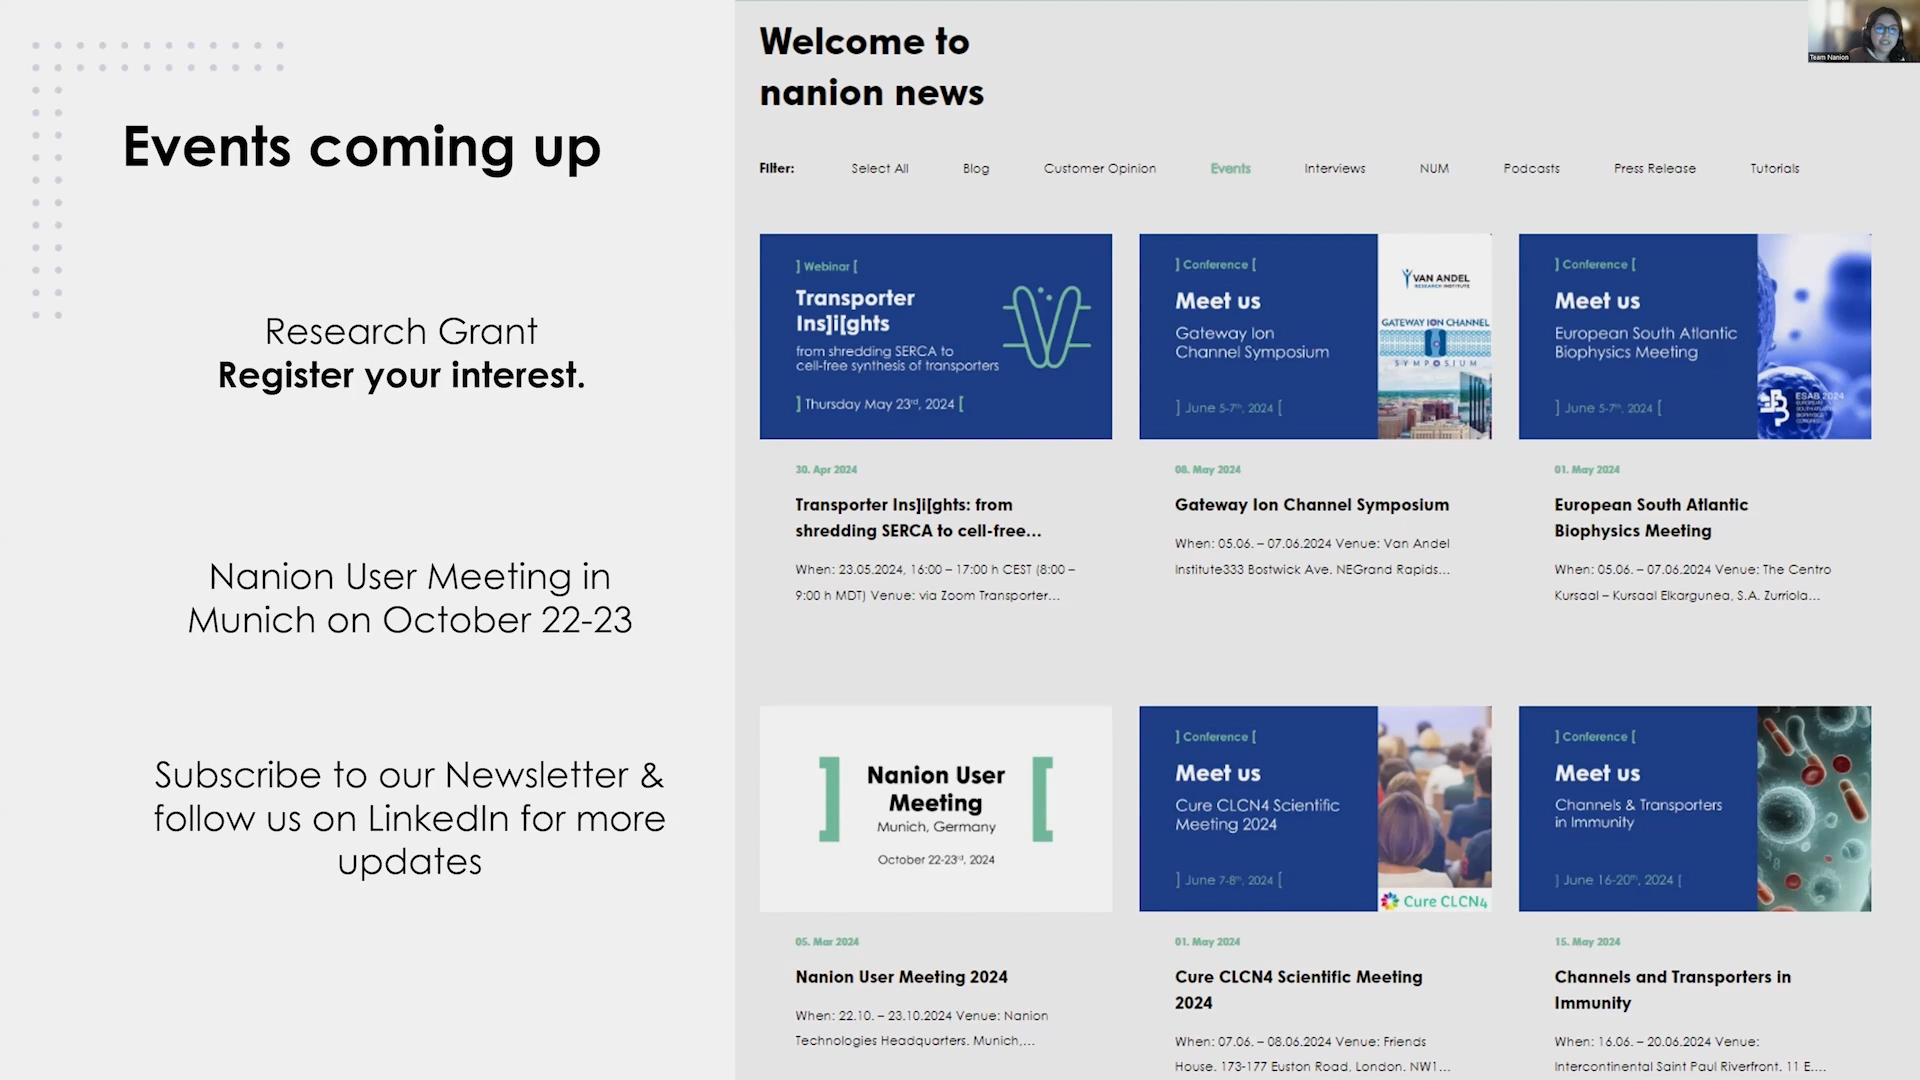 Events coming up
Research Grant
Register your interest.
Nanion User Meeting in
Munich on October 22-23
Subscribe to our Newsletter &
follow us on LinkedIn for more
updates
Welcome to
nanion news
Filter: Select All Blog Customer Opinion Events Interviews NUM Podcasts Press Release Tutorials
] Webinar [
Transporter
Ins]i[ghts
from shredding SERCA to
cell-free synthesis of transporters
] Thursday May 23rd, 2024 [
30. Apr 2024
Transporter Ins]i[ghts: from
shredding SERCA to cell-free...
When: 23.05.2024, 16:00 – 17:00 h CEST (8:00 –
9:00 h MDT) Venue: via Zoom Transporter...
] Conference [
Meet us
Gateway Ion
Channel Symposium
] June 5-7th, 2024 [
VAN ANDEL
RESEARCH INSTITUTE
GATEWAY ION CHANNEL
SYMPOSIUM
08. May 2024
Gateway Ion Channel Symposium
When: 05.06. – 07.06.2024 Venue: Van Andel
Institute333 Bostwick Ave. NEGrand Rapids...
] Conference [
Meet us
European South Atlantic
Biophysics Meeting
] June 5-7th, 2024 [
ESAB 2024
01. May 2024
European South Atlantic
Biophysics Meeting
When: 05.06. – 07.06.2024 Venue: The Centro
Kursaal – Kursaal Elkargunea, S.A. Zurriola...
Nanion User
Meeting
Munich, Germany
October 22-23rd, 2024
05. Mar 2024
Nanion User Meeting 2024
When: 22.10. – 23.10.2024 Venue: Nanion
Technologies Headquarters. Munich,...
] Conference [
Meet us
Cure CLCN4 Scientific
Meeting 2024
] June 7-8th, 2024 [
Cure CLCN4
01. May 2024
Cure CLCN4 Scientific Meeting
2024
When: 07.06. – 08.06.2024 Venue: Friends
House. 173-177 Euston Road, London. NW1...
] Conference [
Meet us
Channels & Transporters
in Immunity
] June 16-20th, 2024 [
15. May 2024
Channels and Transporters in
Immunity
When: 16.06. – 20.06.2024 Venue:
Intercontinental Saint Paul Riverfront. 11 E....
Team Nanion